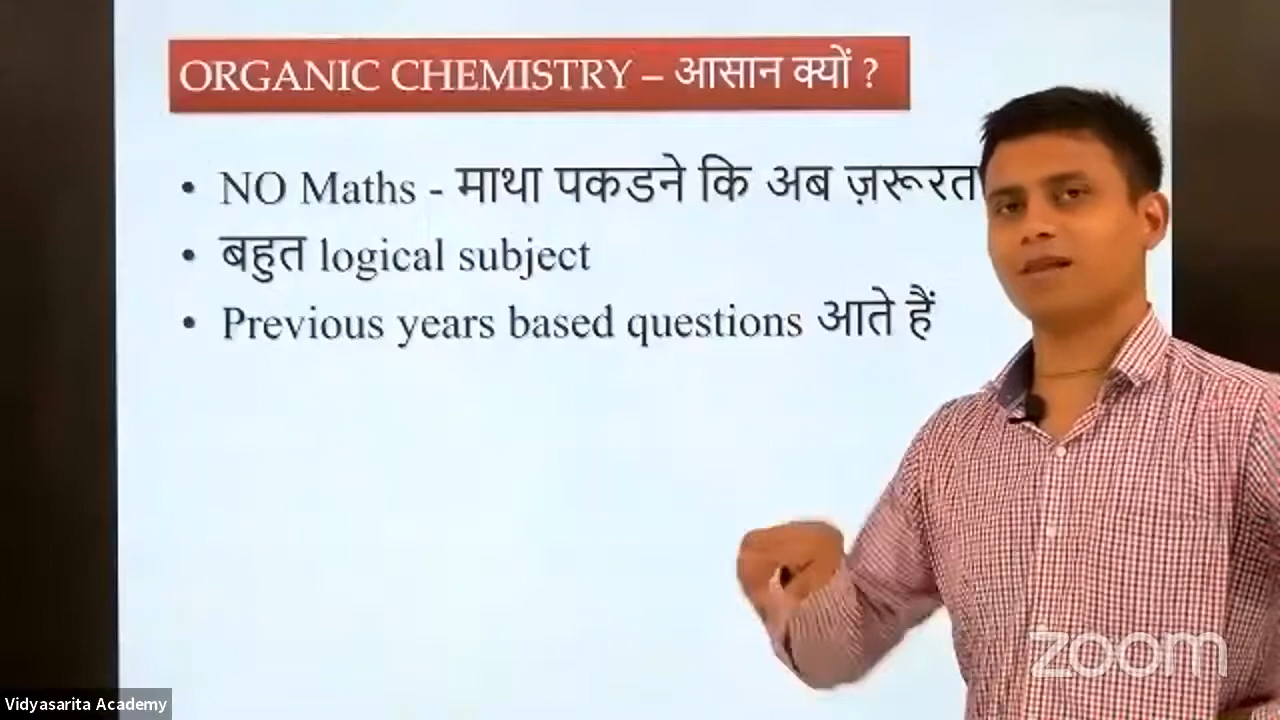 ORGANIC CHEMISTRY – आसान क्यों ?
• NO Maths - माथा पकडने कि अब ज़रूरत
• बहुत logical subject
• Previous years based questions आते हैं
zoom
Vidyasarita Academy